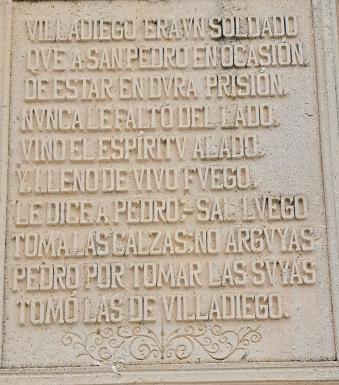 VILLADIEGO ERA VN SOLDADO
QVE A SAN PEDRO EN OCASIÓN
DE ESTAR EN DVRA PRISIÓN.
NVNCA LE FALTÓ DEL LADO.
VINO EL ESPÍRITV ALADO.
Y, LLENO DE VIVO FVEGO.
LE DICE A PEDRO:- SAL LVEGO
TOMA LAS CALZAS: NO ARGVYAS
PEDRO POR TOMAR LAS SVYAS
TOMÓ LAS DE VILLADIEGO.